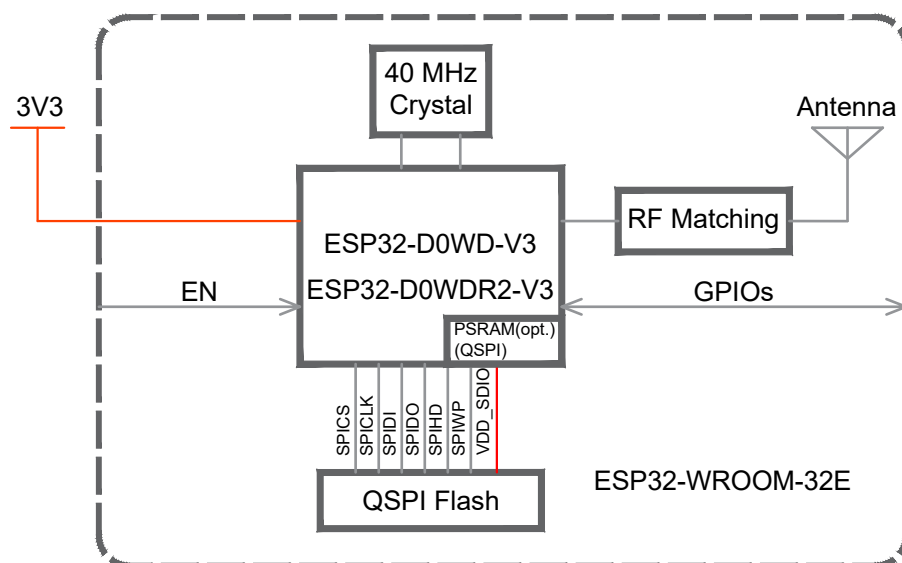 40 MHz
Crystal
3V3
Antenna
RF Matching
ESP32-D0WD-V3
ESP32-D0WDR2-V3
EN
GPIOs
PSRAM(opt.)
(QSPI)
SPICS
SPICLK
SPIDI
SPIDO
SPIHD
SPIWP
VDD_SDIO
QSPI Flash
ESP32-WROOM-32E